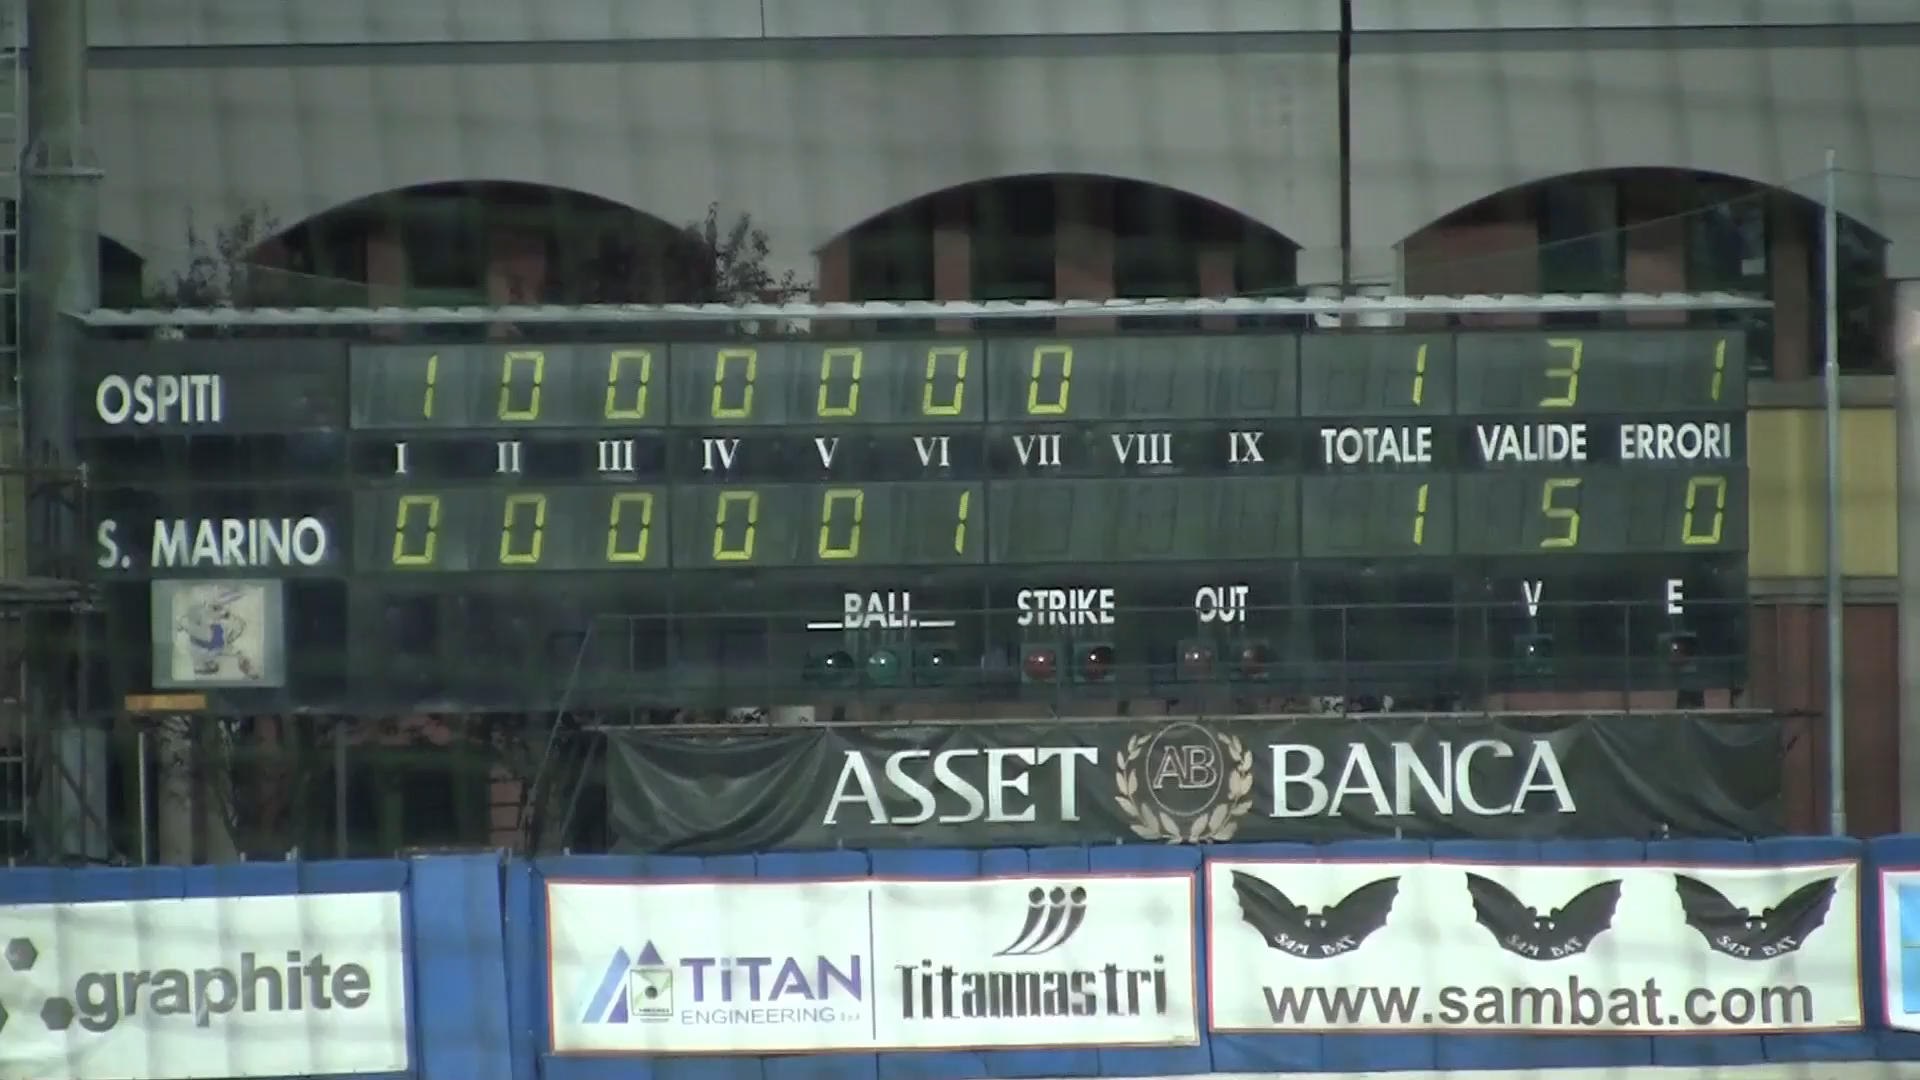 OSPITI 1 0 0 0 0 0 0 1 3 1
I II III IV V VI VII VIII IX TOTALE VALIDE ERRORI
S. MARINO 0 0 0 0 0 1 1 5 0
BALL STRIKE OUT V E
ASSET AB BANCA
graphite
TiTAN
ENGINEERING S.p.A
Titanmastri
SAM BAT SAM BAT SAM BAT
www.sambat.com